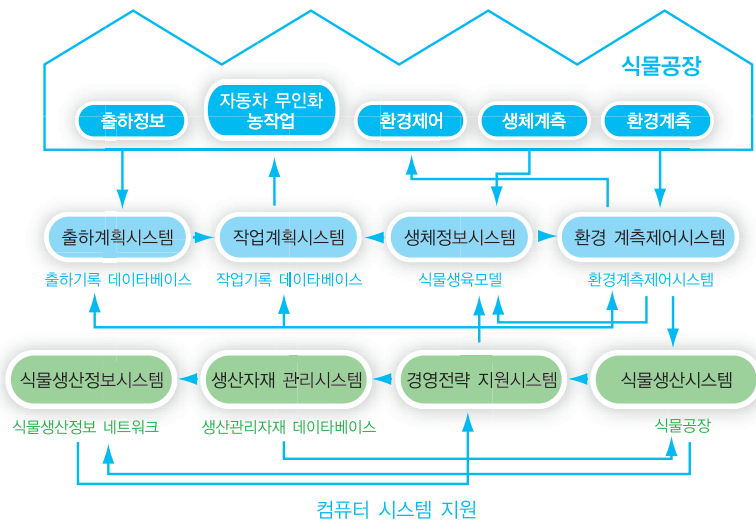 식물공장
출하정보
자동차 무인화
농작업
환경제어
생체계측
환경계측
출하계획시스템
작업계획시스템
생체정보시스템
환경 계측제어시스템
출하기록 데이타베이스
작업기록 데이타베이스
식물생육모델
환경계측제어시스템
식물생산정보시스템
생산자재 관리시스템
경영전략 지원시스템
식물생산시스템
식물생산정보 네트워크
생산관리자재 데이타베이스
식물공장
컴퓨터 시스템 지원